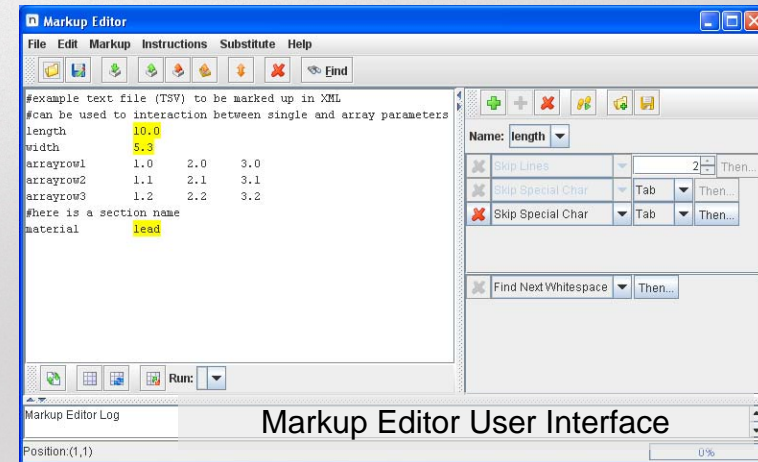 Markup Editor
File Edit Markup Instructions Substitute Help
Find
#example text file (TSV) to be marked up in XML
#can be used to interaction between single and array parameters
length 10.0
width 5.3
arrayrow1 1.0 2.0 3.0
arrayrow2 1.1 2.1 3.1
arrayrow3 1.2 2.2 3.2
#here is a section name
material lead
Run:
Name: length
Skip Lines 2 Then...
Skip Special Char Tab Then...
Skip Special Char Tab Then...
Find Next Whitespace Then...
Markup Editor Log
Markup Editor User Interface
Position:(1,1)
0%